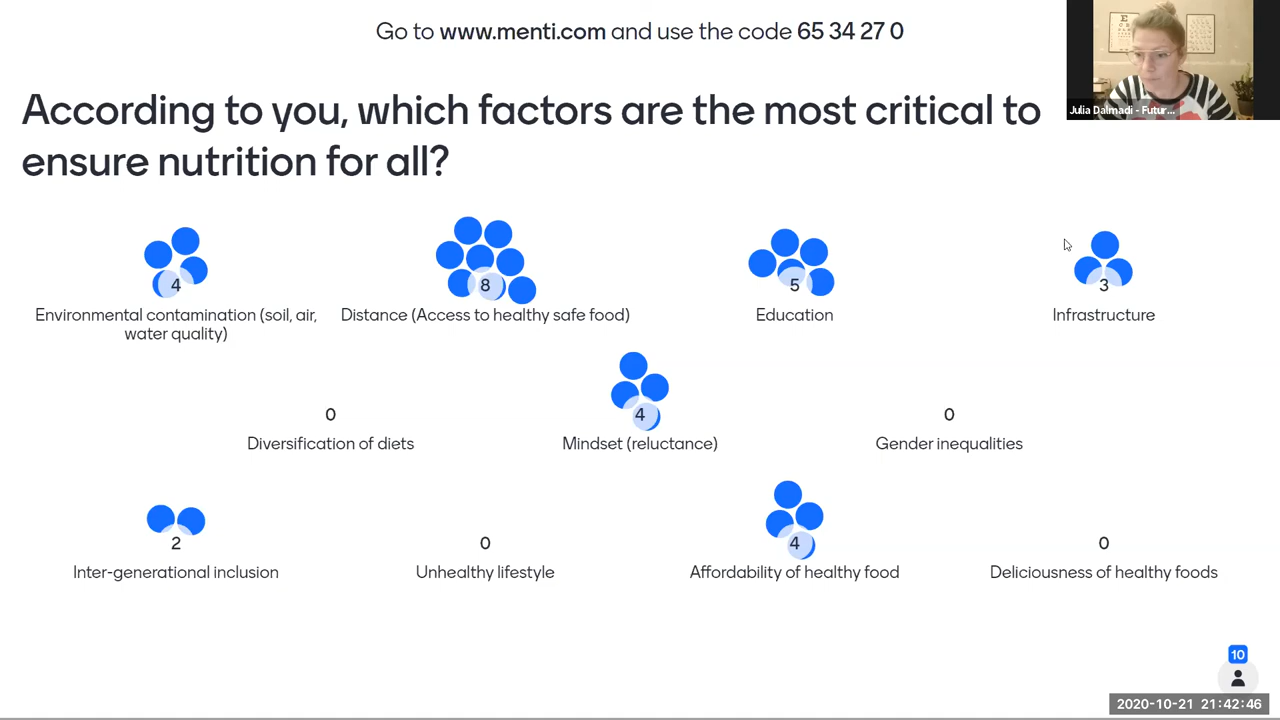 Go to www.menti.com and use the code 65 34 27 0
Julia Dalmadi - Futur...
According to you, which factors are the most critical to
ensure nutrition for all?
4
8
5
3
Environmental contamination (soil, air,
water quality)
Distance (Access to healthy safe food)
Education
Infrastructure
0
4
0
Diversification of diets
Mindset (reluctance)
Gender inequalities
2
0
4
0
Inter-generational inclusion
Unhealthy lifestyle
Affordability of healthy food
Deliciousness of healthy foods
10
2020-10-21 21:42:46